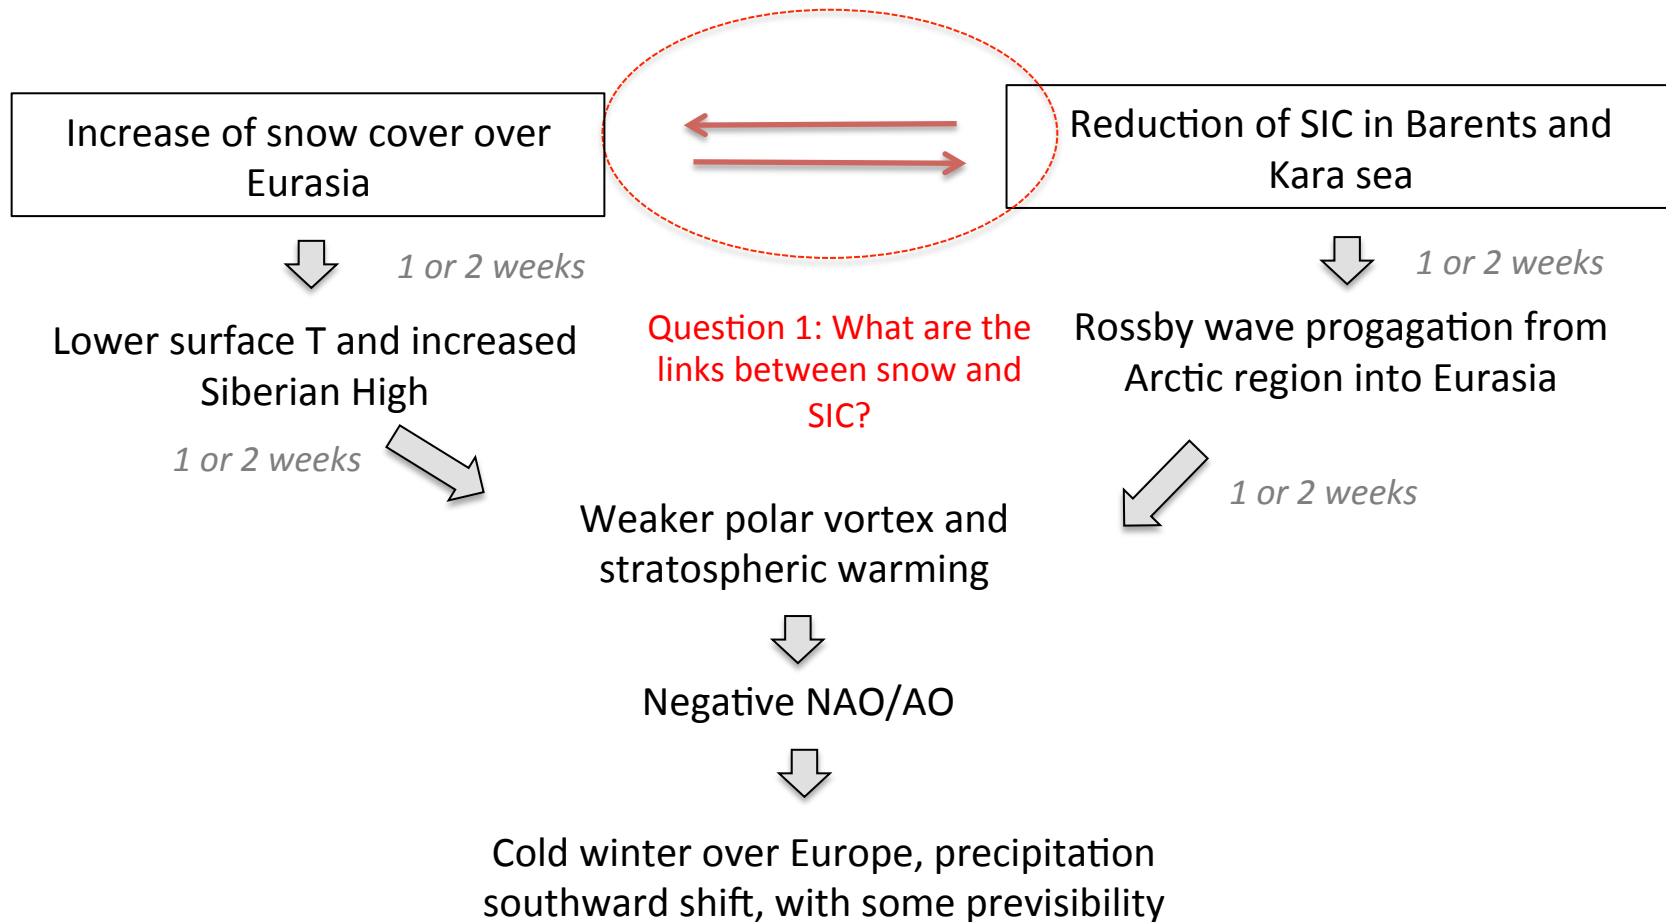 Increase of snow cover over
Eurasia
Reduction of SIC in Barents and
Kara sea
1 or 2 weeks
1 or 2 weeks
Lower surface T and increased
Siberian High
Question 1: What are the
links between snow and
SIC?
Rossby wave progagation from
Arctic region into Eurasia
1 or 2 weeks
1 or 2 weeks
Weaker polar vortex and
stratospheric warming
Negative NAO/AO
Cold winter over Europe, precipitation
southward shift, with some previsibility